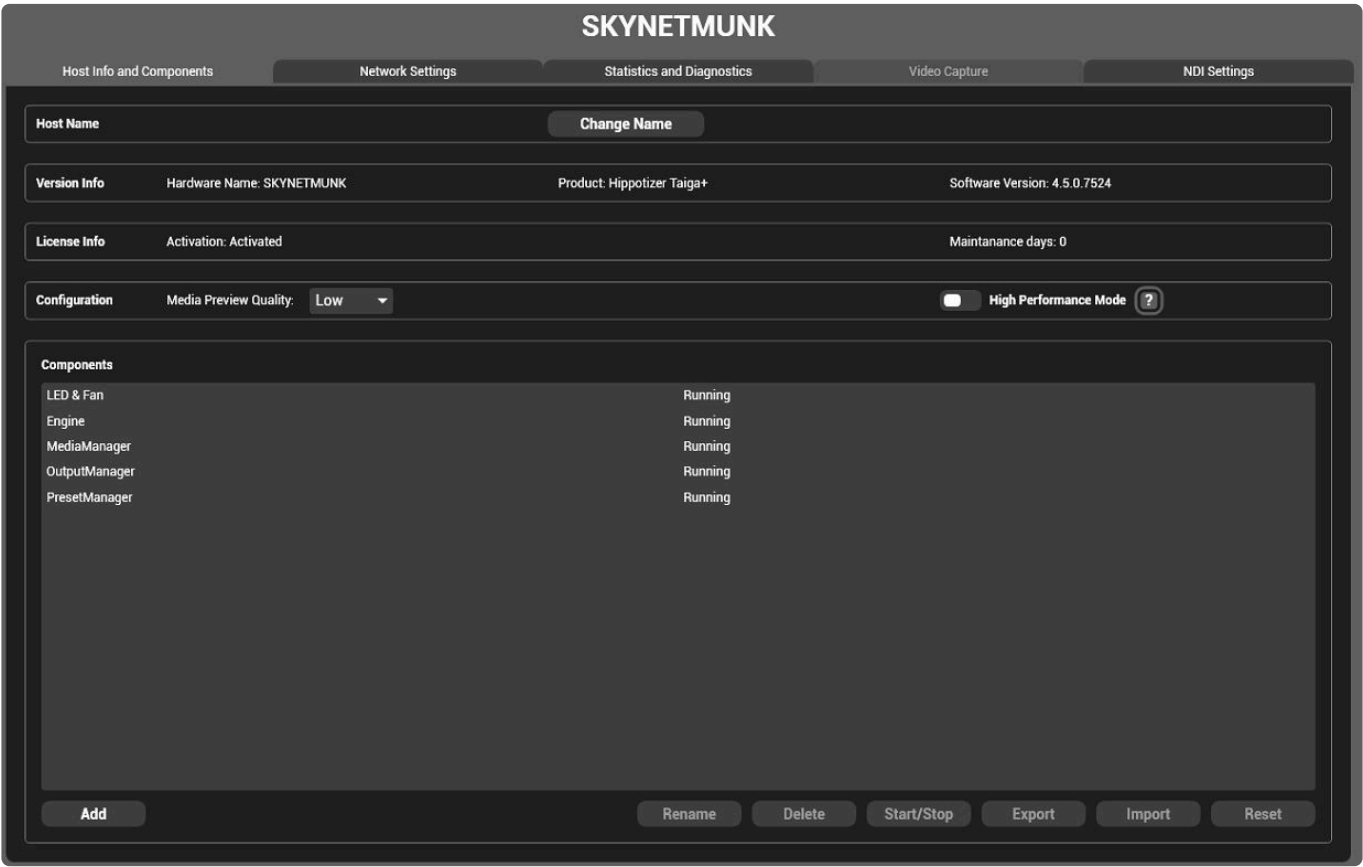 SKYNETMUNK
Host Info and Components Network Settings Statistics and Diagnostics Video Capture NDI Settings
Host Name Change Name
Version Info Hardware Name: SKYNETMUNK Product: Hippotizer Taiga+ Software Version: 4.5.0.7524
License Info Activation: Activated Maintanance days: 0
Configuration Media Preview Quality: Low High Performance Mode ?
Components
LED & Fan Running
Engine Running
MediaManager Running
OutputManager Running
PresetManager Running
Add Rename Delete Start/Stop Export Import Reset